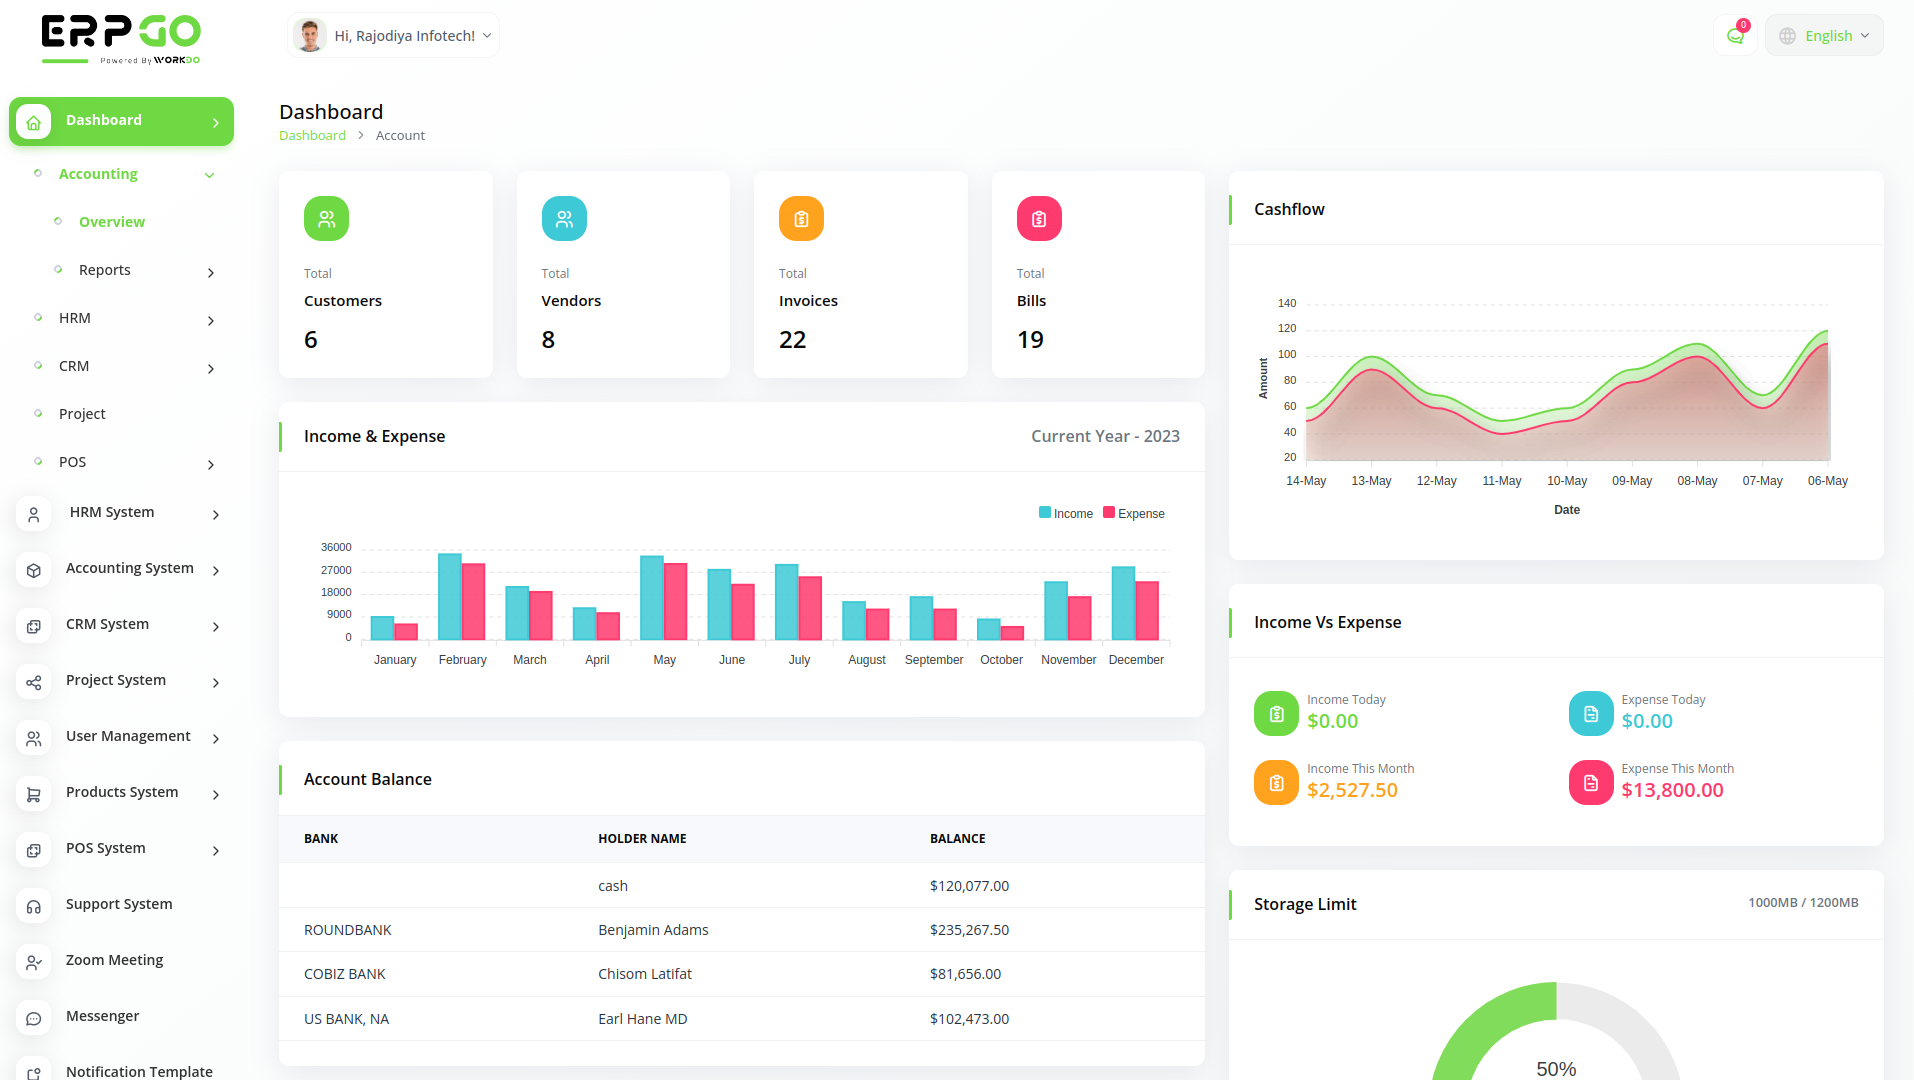 ERPGO
Powered By WORKDO
Hi, Rajodiya Infotech!
0
English
Dashboard
Accounting
Overview
Reports
HRM
CRM
Project
POS
HRM System
Accounting System
CRM System
Project System
User Management
Products System
POS System
Support System
Zoom Meeting
Messenger
Notification Template
Dashboard
Dashboard > Account
Total
Customers
6
Total
Vendors
8
Total
Invoices
22
Total
Bills
19
Income & Expense
Current Year - 2023
Income Expense
36000
27000
18000
9000
0
January February March April May June July August September October November December
Account Balance
BANK HOLDER NAME BALANCE
cash $120,077.00
ROUNDBANK Benjamin Adams $235,267.50
COBIZ BANK Chisom Latifat $81,656.00
US BANK, NA Earl Hane MD $102,473.00
Cashflow
Amount
140
120
100
80
60
40
20
14-May 13-May 12-May 11-May 10-May 09-May 08-May 07-May 06-May
Date
Income Vs Expense
Income Today
$0.00
Expense Today
$0.00
Income This Month
$2,527.50
Expense This Month
$13,800.00
Storage Limit
1000MB / 1200MB
50%